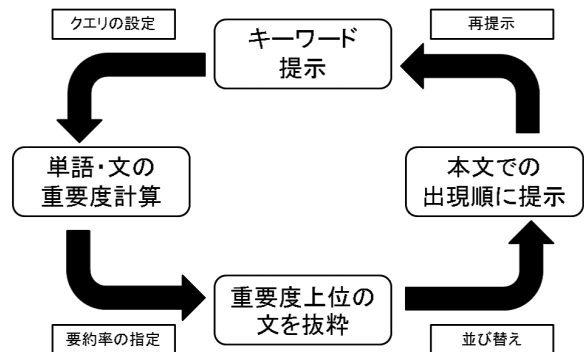 クエリの設定
キーワード
提示
再提示
単語・文の
重要度計算
本文での
出現順に提示
重要度上位の
文を抜粋
要約率の指定
並び替え